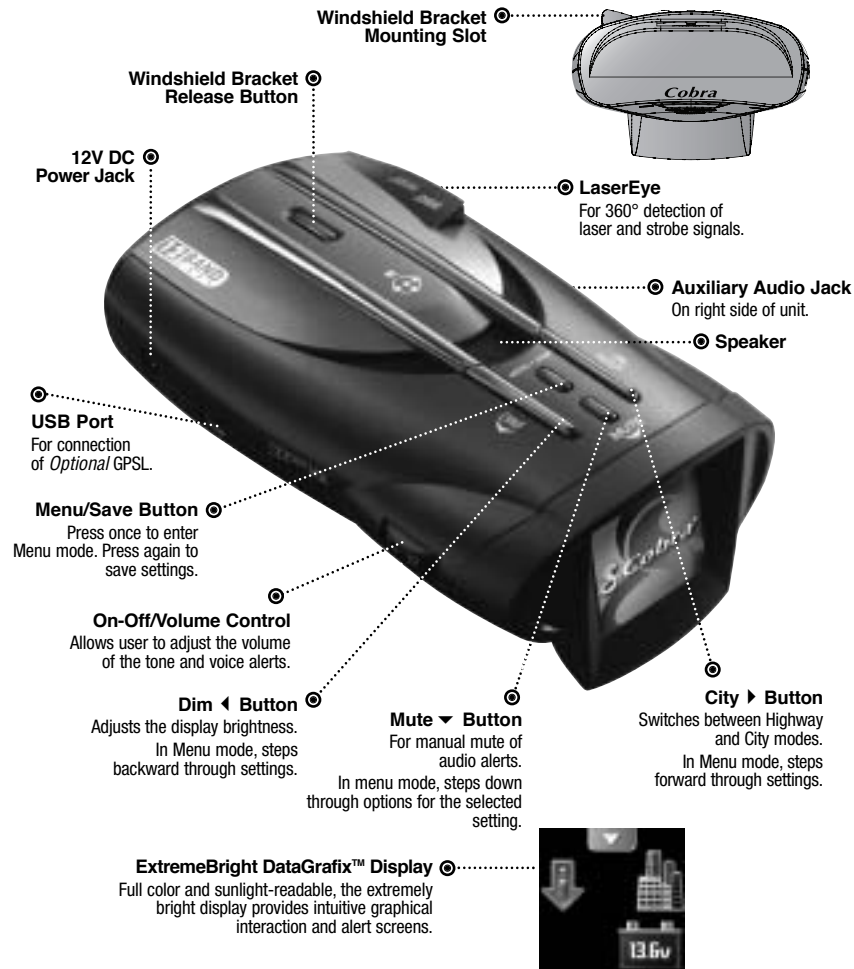 Windshield Bracket
Mounting Slot
Cobra
Windshield Bracket
Release Button
12V DC
Power Jack
LaserEye
For 360° detection of
laser and strobe signals.
Auxiliary Audio Jack
On right side of unit.
Speaker
USB Port
For connection
of Optional GPSL.
Menu/Save Button
Press once to enter
Menu mode. Press again to
save settings.
On-Off/Volume Control
Allows user to adjust the volume
of the tone and voice alerts.
Dim ◀ Button
Adjusts the display brightness.
In Menu mode, steps
backward through settings.
Mute ▼ Button
For manual mute of
audio alerts.
In menu mode, steps down
through options for the selected
setting.
City ▶ Button
Switches between Highway
and City modes.
In Menu mode, steps
forward through settings.
Cobra
BAND
ExtremeBright DataGrafix™ Display
Full color and sunlight-readable, the extremely
bright display provides intuitive graphical
interaction and alert screens.
13.6v